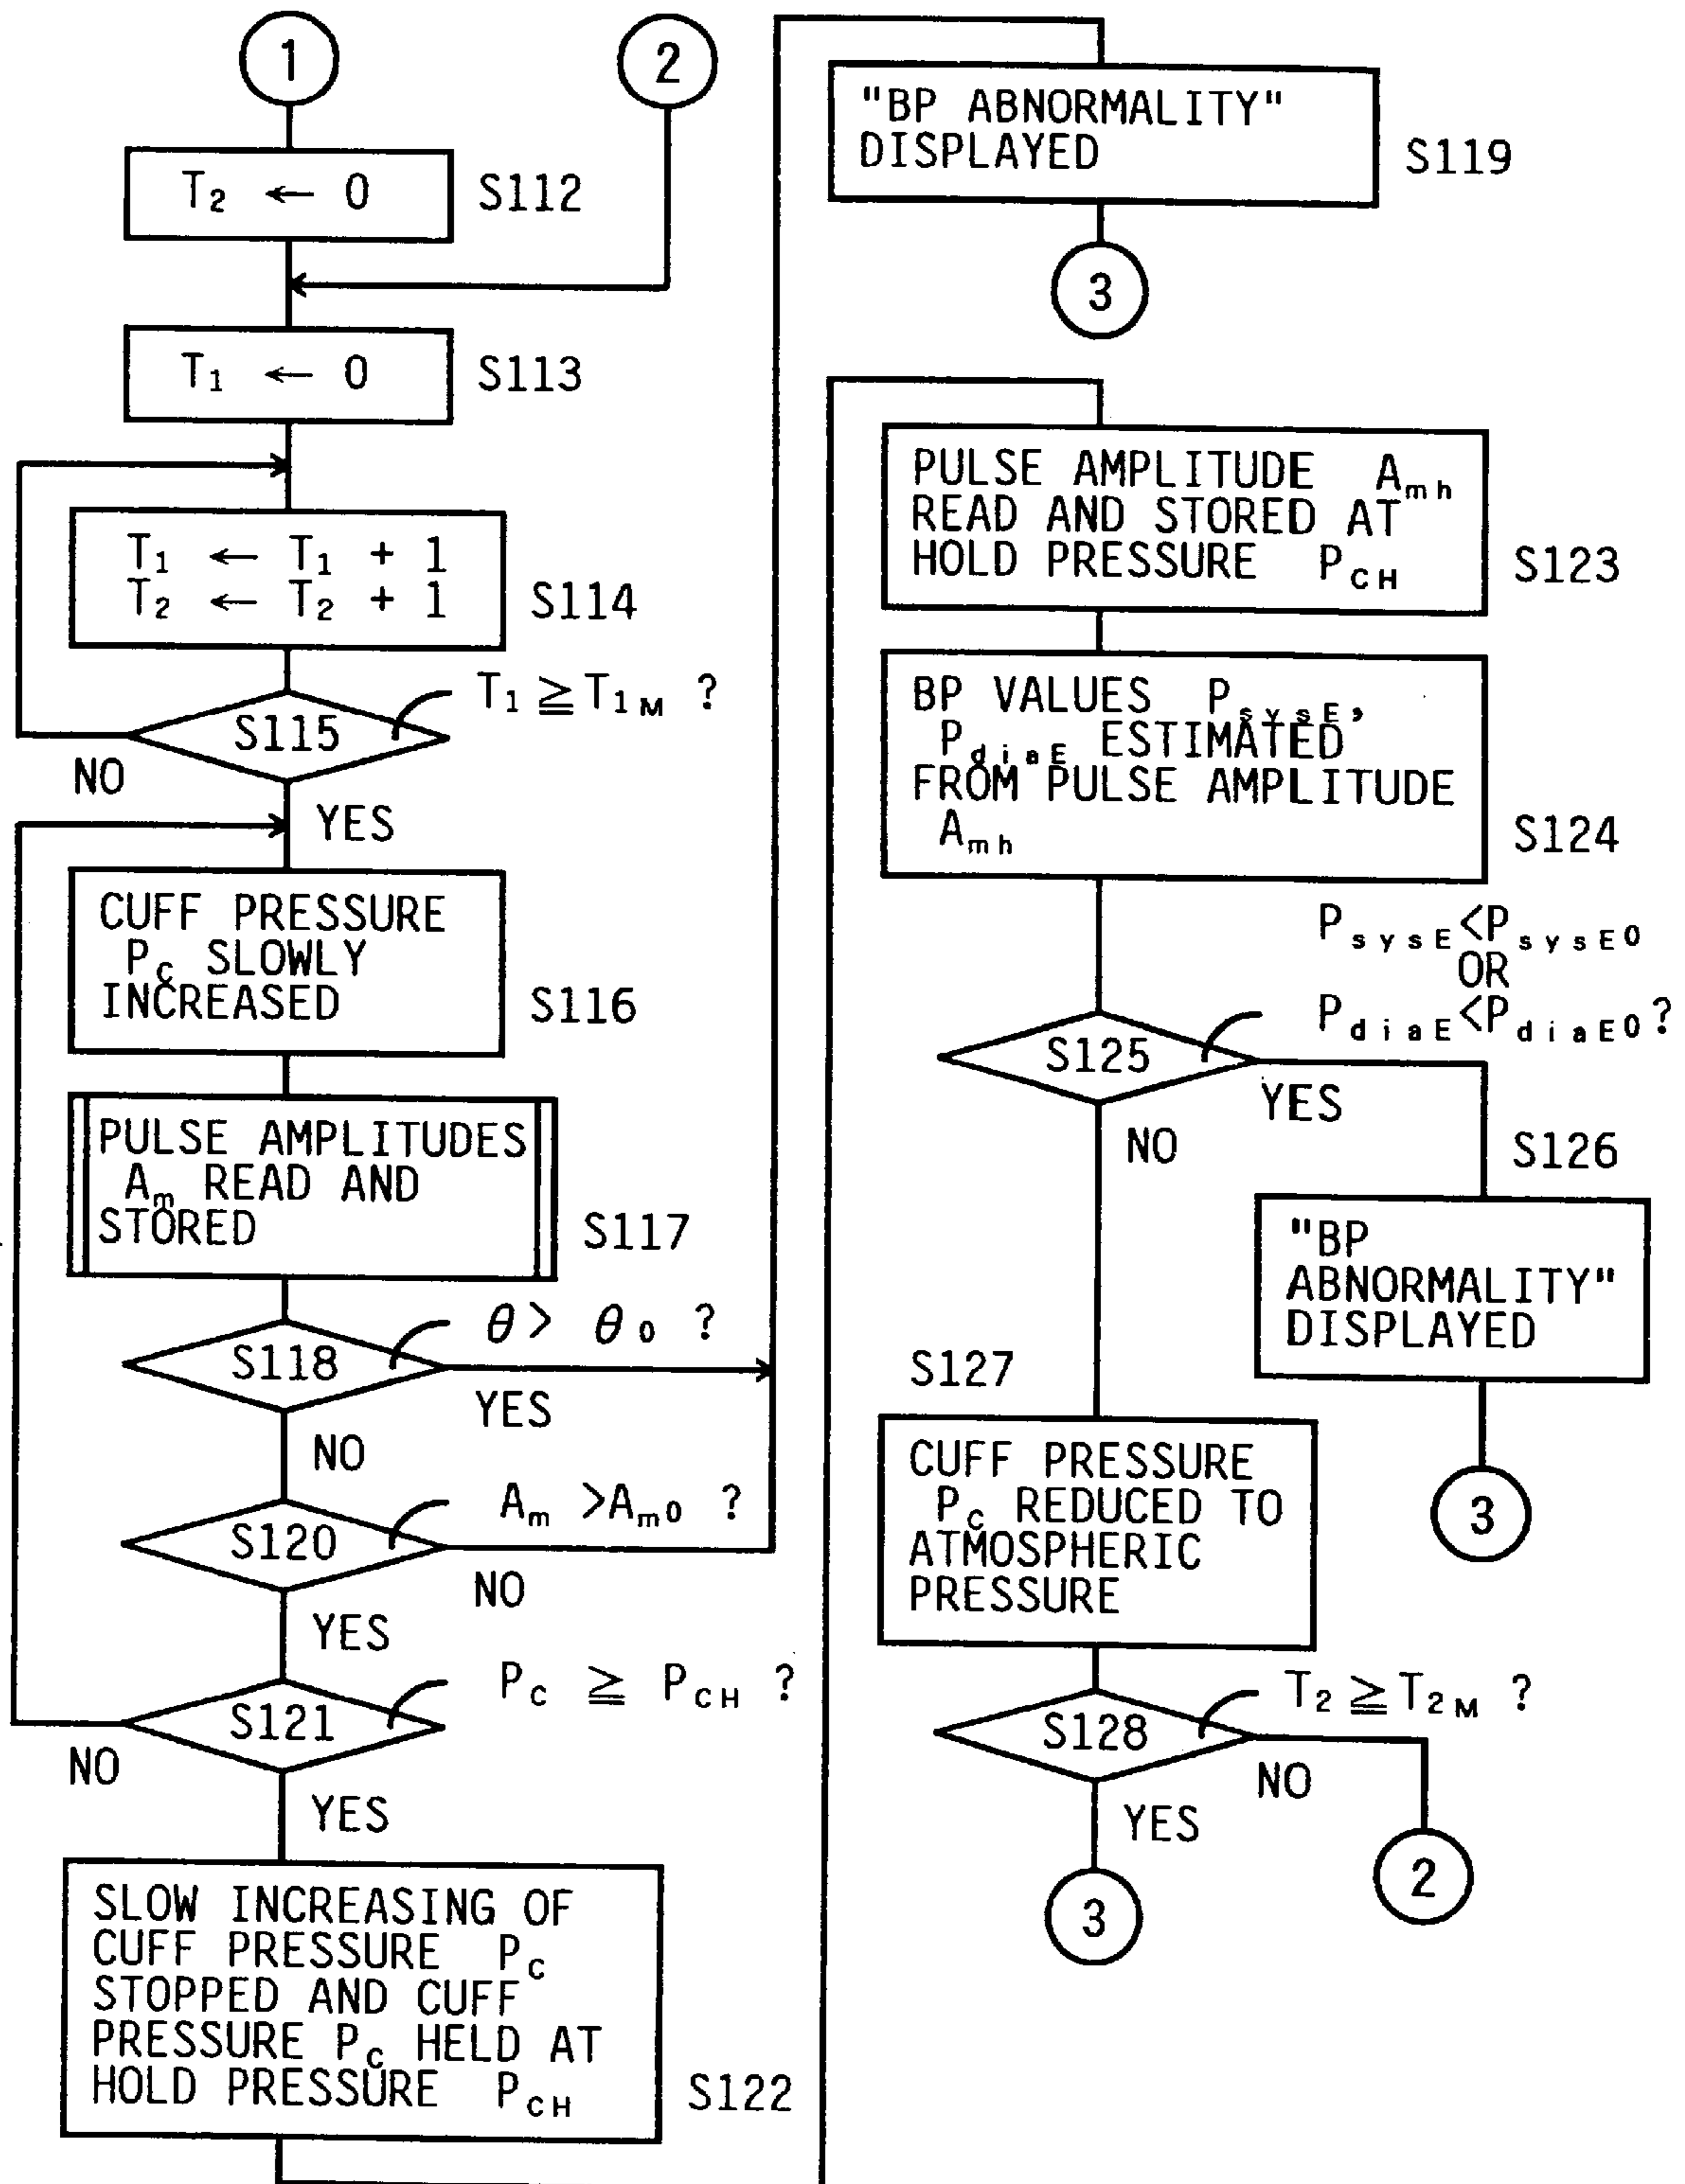 1
T₂ ← 0
S112
2
T₁ ← 0
S113
T₁ ← T₁ + 1
T₂ ← T₂ + 1
S114
T₁ ≧ T₁M ?
S115
NO
YES
CUFF PRESSURE
Pc SLOWLY
INCREASED
S116
PULSE AMPLITUDES
Am READ AND
STORED
S117
θ > θ₀ ?
S118
YES
NO
Am >Am0 ?
S120
NO
YES
Pc ≧ PCH ?
S121
NO
YES
SLOW INCREASING OF
CUFF PRESSURE Pc
STOPPED AND CUFF
PRESSURE Pc HELD AT
HOLD PRESSURE PCH
S122
"BP ABNORMALITY"
DISPLAYED
S119
3
PULSE AMPLITUDE Amh
READ AND STORED AT
HOLD PRESSURE PCH
S123
BP VALUES PsysE,
PdiaE ESTIMATED
FROM PULSE AMPLITUDE
Amh
S124
PsysE<PsysE0
OR
PdiaE<PdiaE0?
S125
YES
NO
S126
"BP
ABNORMALITY"
DISPLAYED
3
S127
CUFF PRESSURE
Pc REDUCED TO
ATMOSPHERIC
PRESSURE
T₂ ≧ T₂M ?
S128
NO
YES
2
3